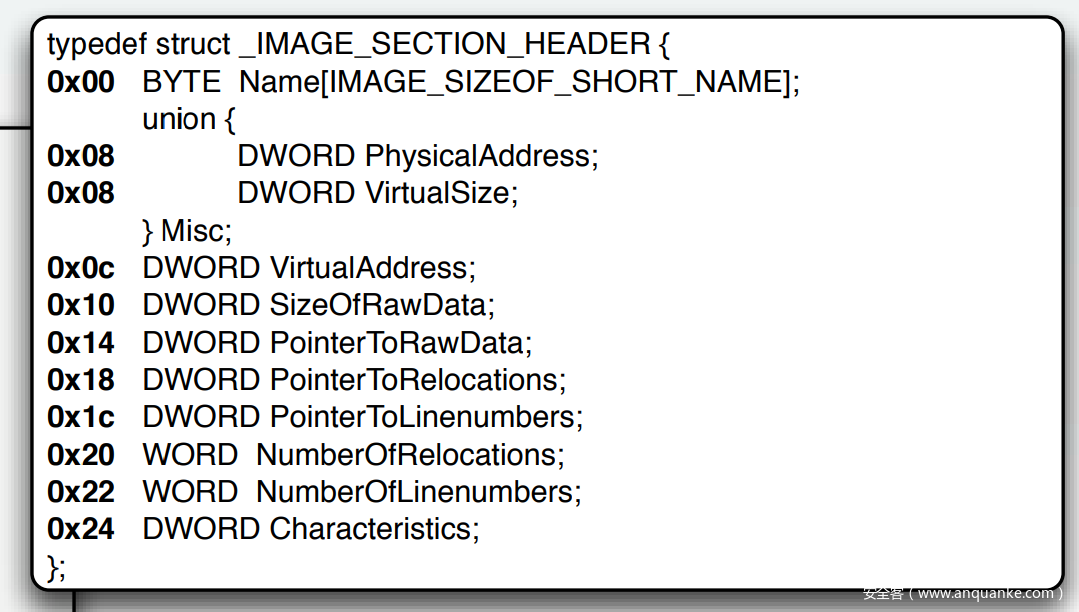 typedef struct _IMAGE_SECTION_HEADER {
0x00 BYTE Name[IMAGE_SIZEOF_SHORT_NAME];
union {
0x08 DWORD PhysicalAddress;
0x08 DWORD VirtualSize;
} Misc;
0x0c DWORD VirtualAddress;
0x10 DWORD SizeOfRawData;
0x14 DWORD PointerToRawData;
0x18 DWORD PointerToRelocations;
0x1c DWORD PointerToLinenumbers;
0x20 WORD NumberOfRelocations;
0x22 WORD NumberOfLinenumbers;
0x24 DWORD Characteristics;
};
安全客（www.anquanke.com）